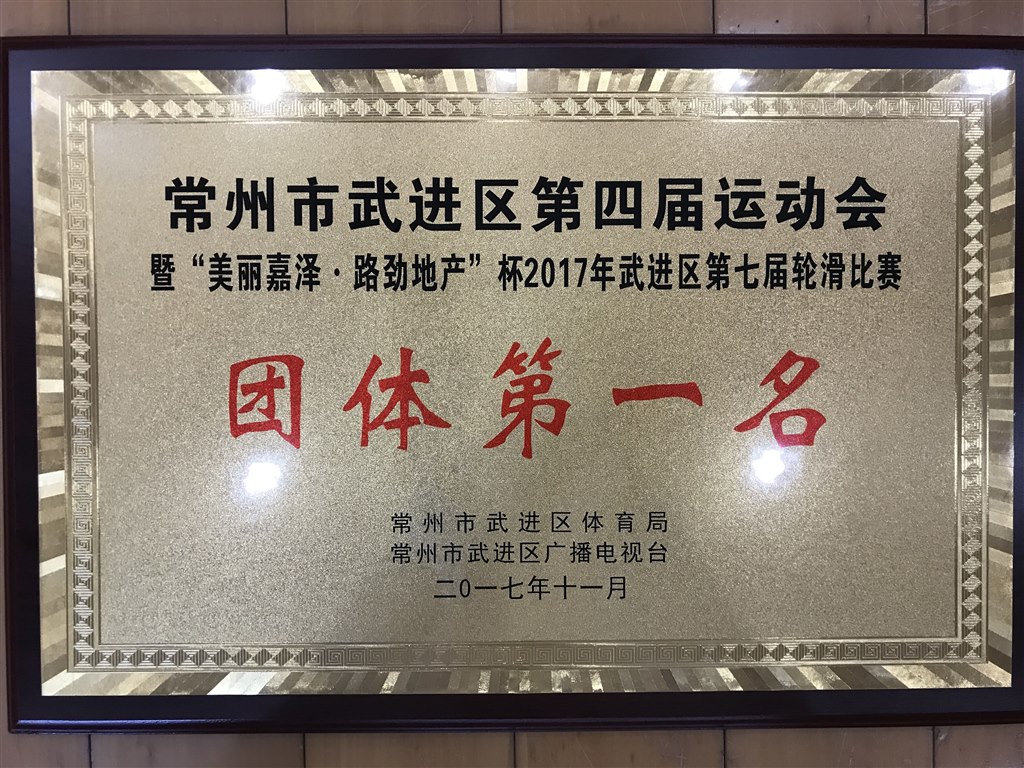 常州市武进区第四届运动会
暨“美丽嘉泽·路劲地产”杯2017年武进区第七届轮滑比赛
团体第一名
常州市武进区体育局
常州市武进区广播电视台
二0一七年十一月